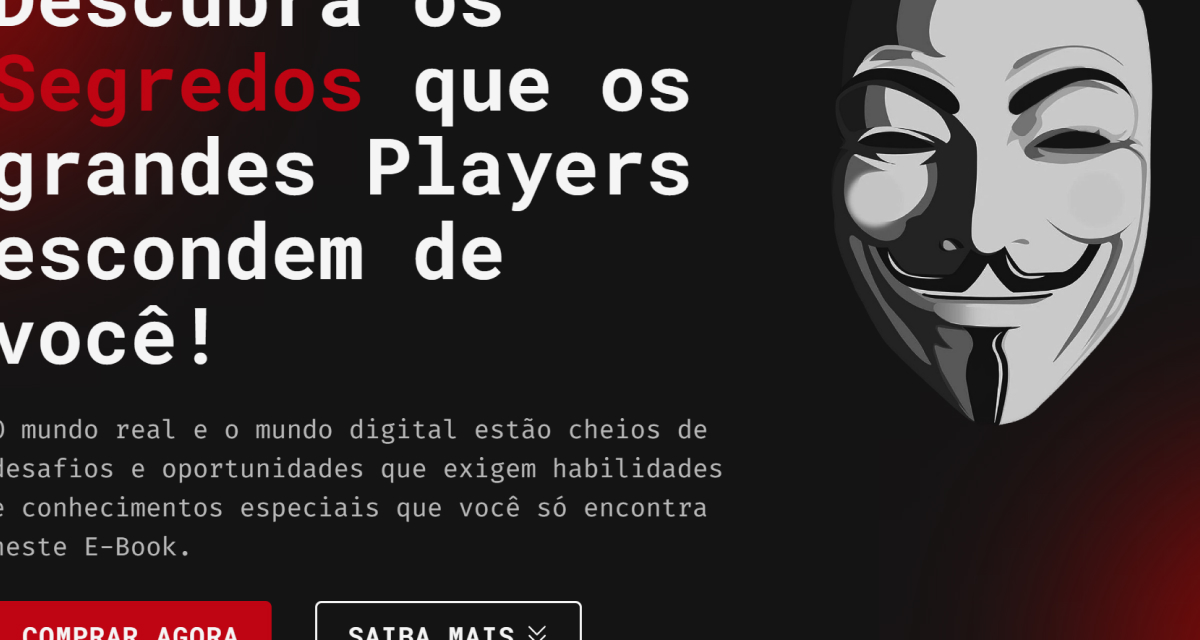 Descubra os
Segredos que os
grandes Players
escondem de
você!
O mundo real e o mundo digital estão cheios de
desafios e oportunidades que exigem habilidades
e conhecimentos especiais que você só encontra
neste E-Book.
COMPRAR AGORA
SAIBA MAIS